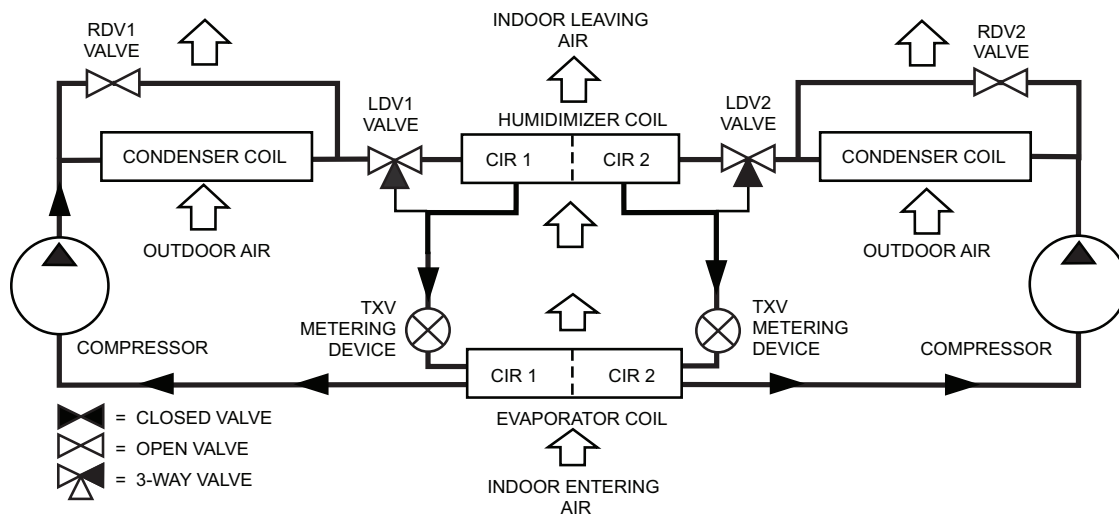 INDOOR LEAVING
AIR
RDV1
VALVE
RDV2
VALVE
LDV1
VALVE
HUMIDIMIZER COIL
LDV2
VALVE
CONDENSER COIL
CIR 1
CIR 2
CONDENSER COIL
OUTDOOR AIR
OUTDOOR AIR
TXV
METERING
DEVICE
TXV
METERING
DEVICE
COMPRESSOR
COMPRESSOR
CIR 1
CIR 2
EVAPORATOR COIL
= CLOSED VALVE
= OPEN VALVE
= 3-WAY VALVE
INDOOR ENTERING
AIR